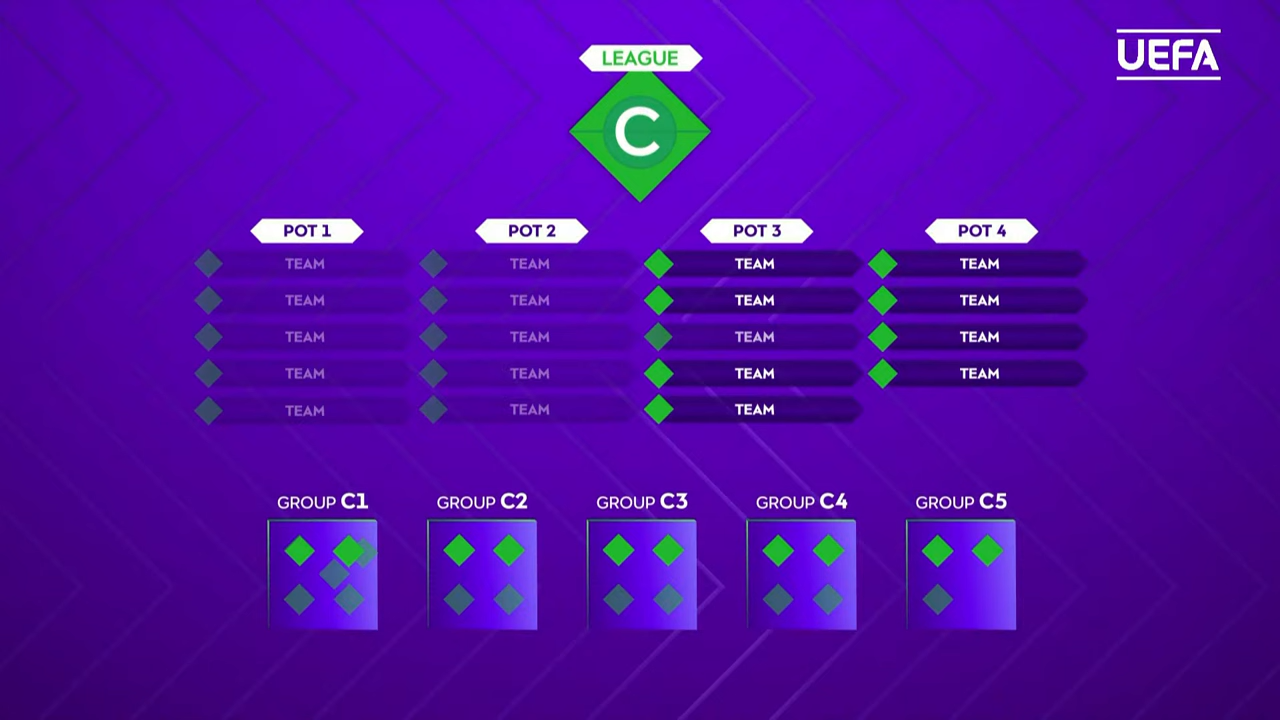 UEFA
LEAGUE
C
POT 1 POT 2 POT 3 POT 4
TEAM TEAM TEAM TEAM
TEAM TEAM TEAM TEAM
TEAM TEAM TEAM TEAM
TEAM TEAM TEAM TEAM
TEAM TEAM TEAM
GROUP C1 GROUP C2 GROUP C3 GROUP C4 GROUP C5